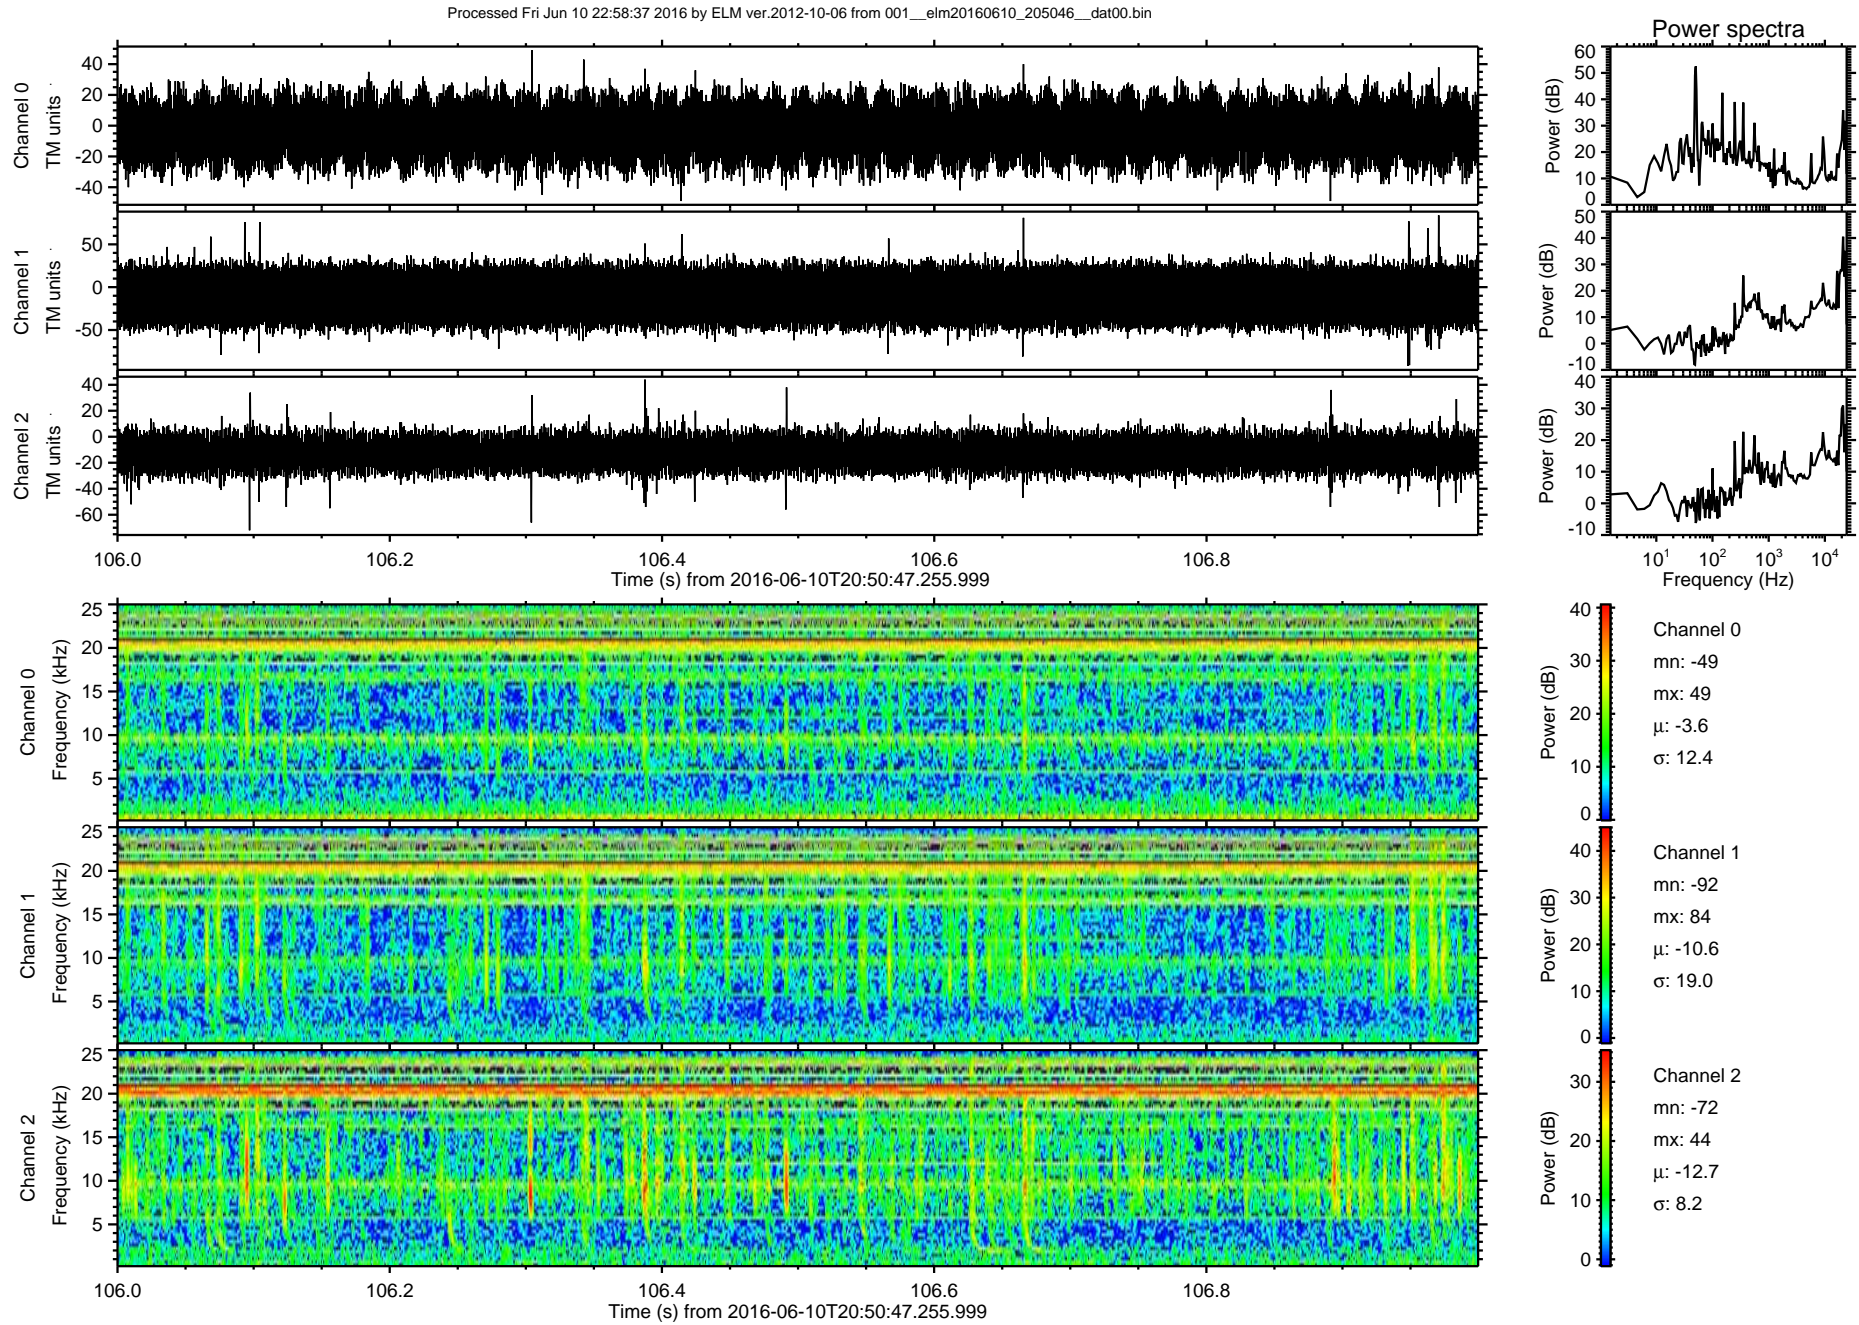 Processed Fri Jun 10 22:58:37 2016 by ELM ver.2012-10-06 from 001__elm20160610_205046__dat00.bin
Power spectra
Channel 0
TM units
40
20
0
-20
-40
Power (dB)
60
50
40
30
20
10
0
Channel 1
TM units
50
0
-50
Power (dB)
50
40
30
20
10
0
-10
Channel 2
TM units
40
20
0
-20
-40
-60
Power (dB)
40
30
20
10
0
-10
106.0 106.2 106.4 106.6 106.8
Time (s) from 2016-06-10T20:50:47.255.999
10¹ 10² 10³ 10⁴
Frequency (Hz)
Channel 0
Frequency (kHz)
25
20
15
10
5
Power (dB)
40
30
20
10
0
Channel 0
mn: -49
mx: 49
μ: -3.6
σ: 12.4
Channel 1
Frequency (kHz)
25
20
15
10
5
Power (dB)
40
30
20
10
0
Channel 1
mn: -92
mx: 84
μ: -10.6
σ: 19.0
Channel 2
Frequency (kHz)
25
20
15
10
5
Power (dB)
30
20
10
0
Channel 2
mn: -72
mx: 44
μ: -12.7
σ: 8.2
106.0 106.2 106.4 106.6 106.8
Time (s) from 2016-06-10T20:50:47.255.999